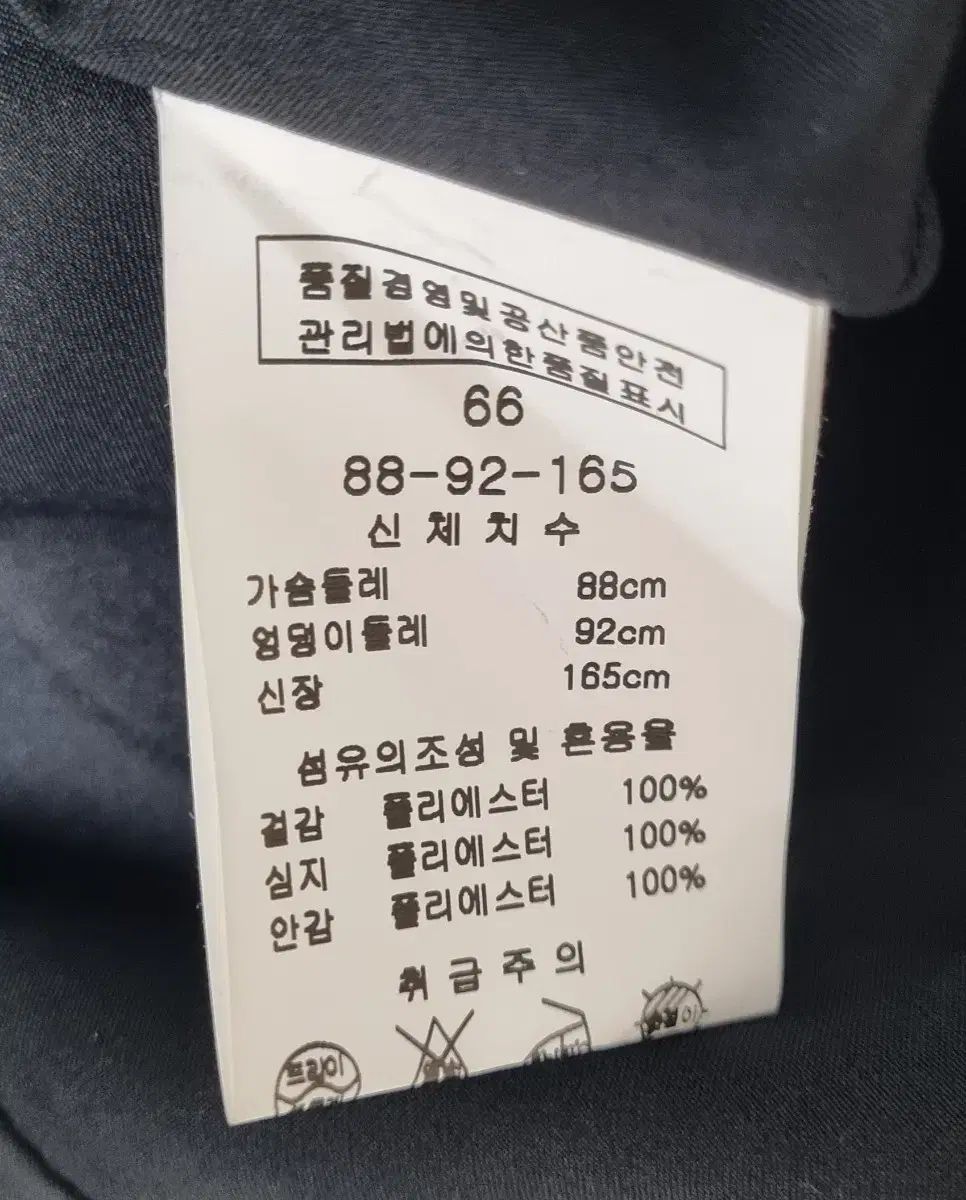 품질경영및공산품안전
관리법에의한품질표시
66
88-92-165
신체치수
가슴둘레 88cm
엉덩이둘레 92cm
신장 165cm
섬유의조성 및 혼용율
겉감 폴리에스터 100%
심지 폴리에스터 100%
안감 폴리에스터 100%
취급주의
드라이